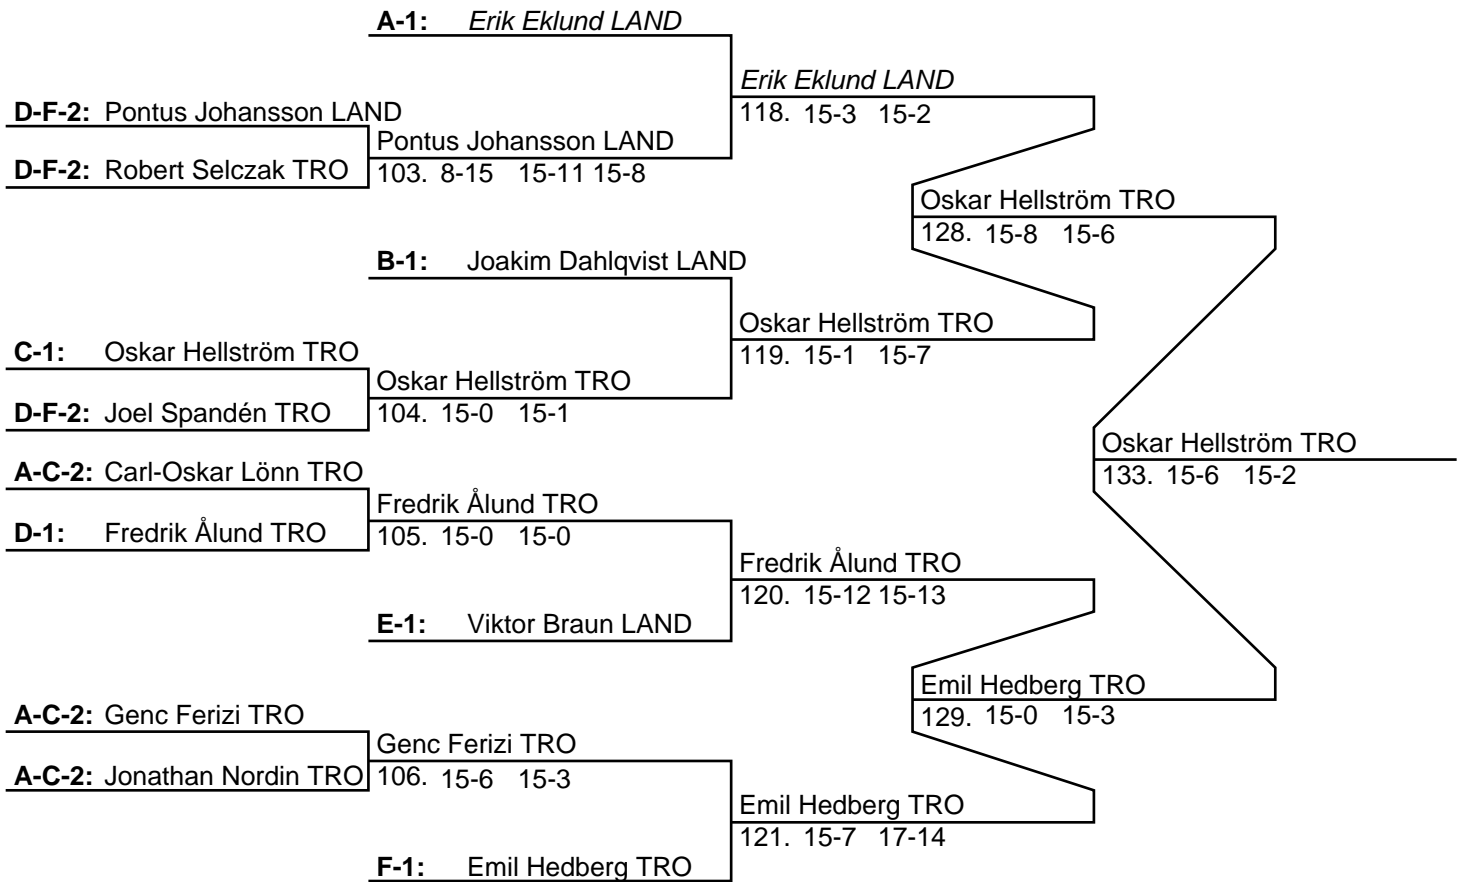 A-1: Erik Eklund LAND
Erik Eklund LAND
118. 15-3 15-2
D-F-2: Pontus Johansson LAND
Pontus Johansson LAND
D-F-2: Robert Selczak TRO
103. 8-15 15-11 15-8
Oskar Hellström TRO
128. 15-8 15-6
B-1: Joakim Dahlqvist LAND
Oskar Hellström TRO
119. 15-1 15-7
C-1: Oskar Hellström TRO
Oskar Hellström TRO
D-F-2: Joel Spandén TRO
104. 15-0 15-1
Oskar Hellström TRO
133. 15-6 15-2
A-C-2: Carl-Oskar Lönn TRO
Fredrik Ålund TRO
D-1: Fredrik Ålund TRO
105. 15-0 15-0
Fredrik Ålund TRO
120. 15-12 15-13
E-1: Viktor Braun LAND
Emil Hedberg TRO
129. 15-0 15-3
A-C-2: Genc Ferizi TRO
Genc Ferizi TRO
A-C-2: Jonathan Nordin TRO
106. 15-6 15-3
Emil Hedberg TRO
121. 15-7 17-14
F-1: Emil Hedberg TRO